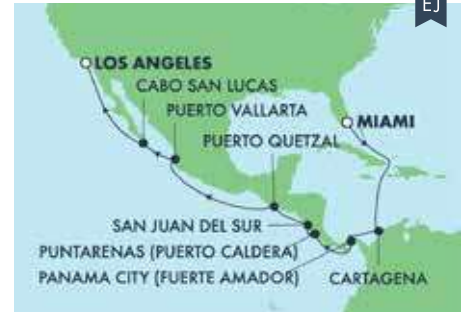 EJ
LOS ANGELES
CABO SAN LUCAS
PUERTO VALLARTA
MIAMI
PUERTO QUETZAL
SAN JUAN DEL SUR
PUNTARENAS (PUERTO CALDERA)
PANAMA CITY (FUERTE AMADOR)
CARTAGENA